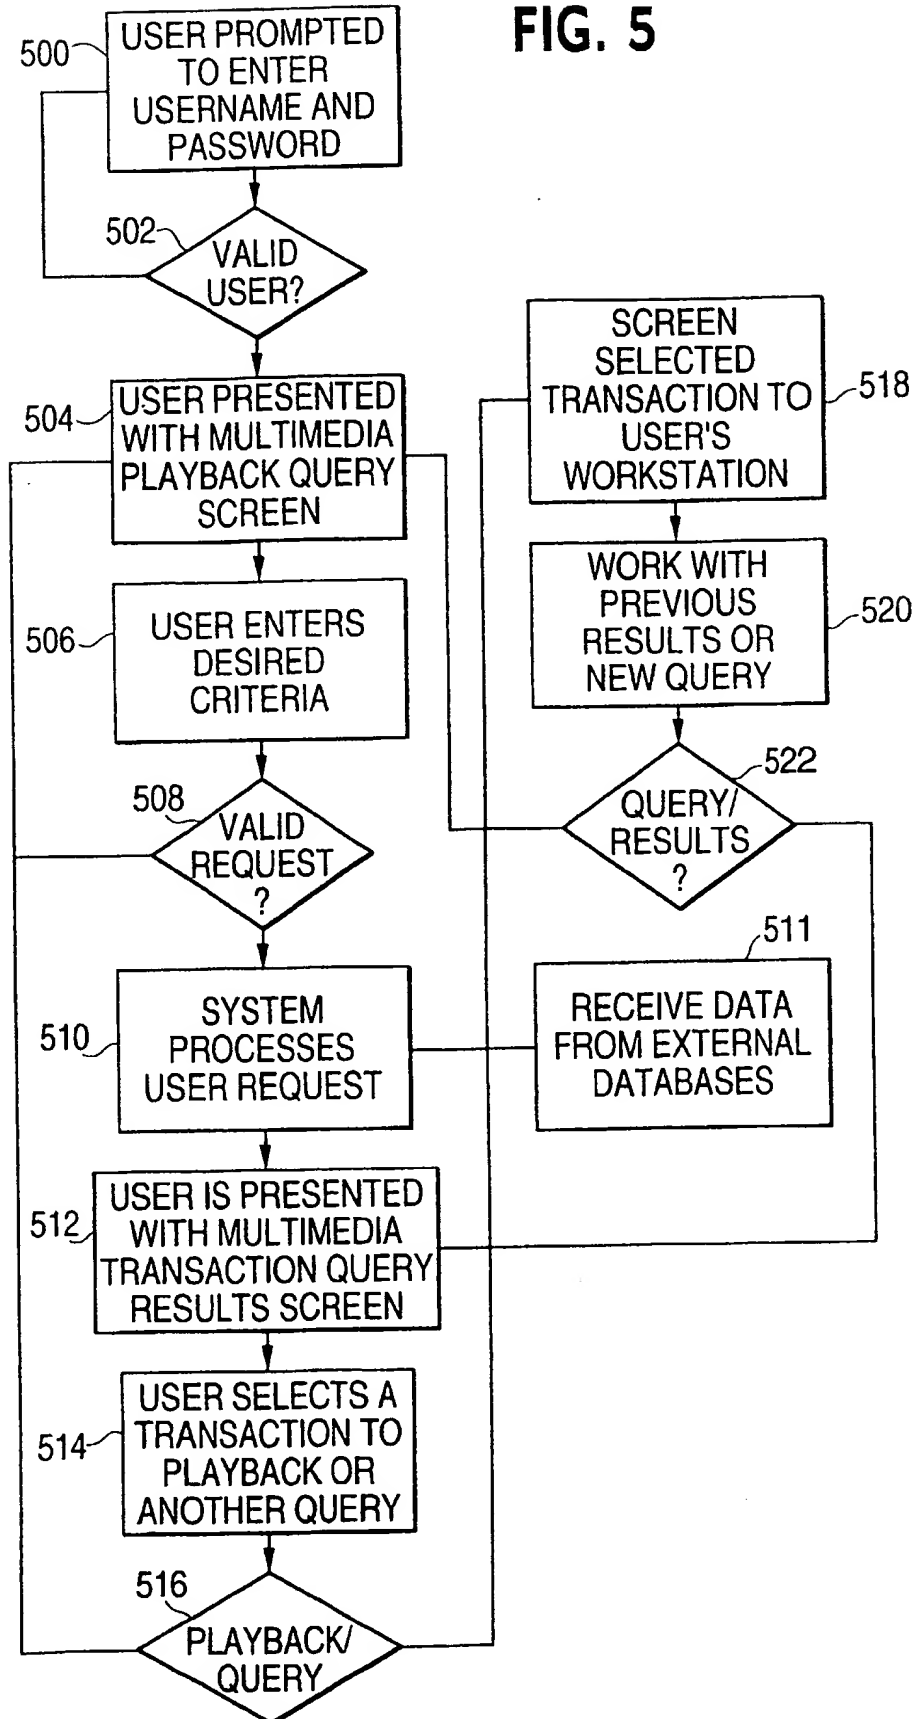 FIG. 5
500
USER PROMPTED
TO ENTER
USERNAME AND
PASSWORD
502
VALID
USER?
504
USER PRESENTED
WITH MULTIMEDIA
PLAYBACK QUERY
SCREEN
506
USER ENTERS
DESIRED
CRITERIA
508
VALID
REQUEST
?
510
SYSTEM
PROCESSES
USER REQUEST
511
RECEIVE DATA
FROM EXTERNAL
DATABASES
512
USER IS PRESENTED
WITH MULTIMEDIA
TRANSACTION QUERY
RESULTS SCREEN
514
USER SELECTS A
TRANSACTION TO
PLAYBACK OR
ANOTHER QUERY
516
PLAYBACK/
QUERY
518
SCREEN
SELECTED
TRANSACTION TO
USER'S
WORKSTATION
520
WORK WITH
PREVIOUS
RESULTS OR
NEW QUERY
522
QUERY/
RESULTS
?